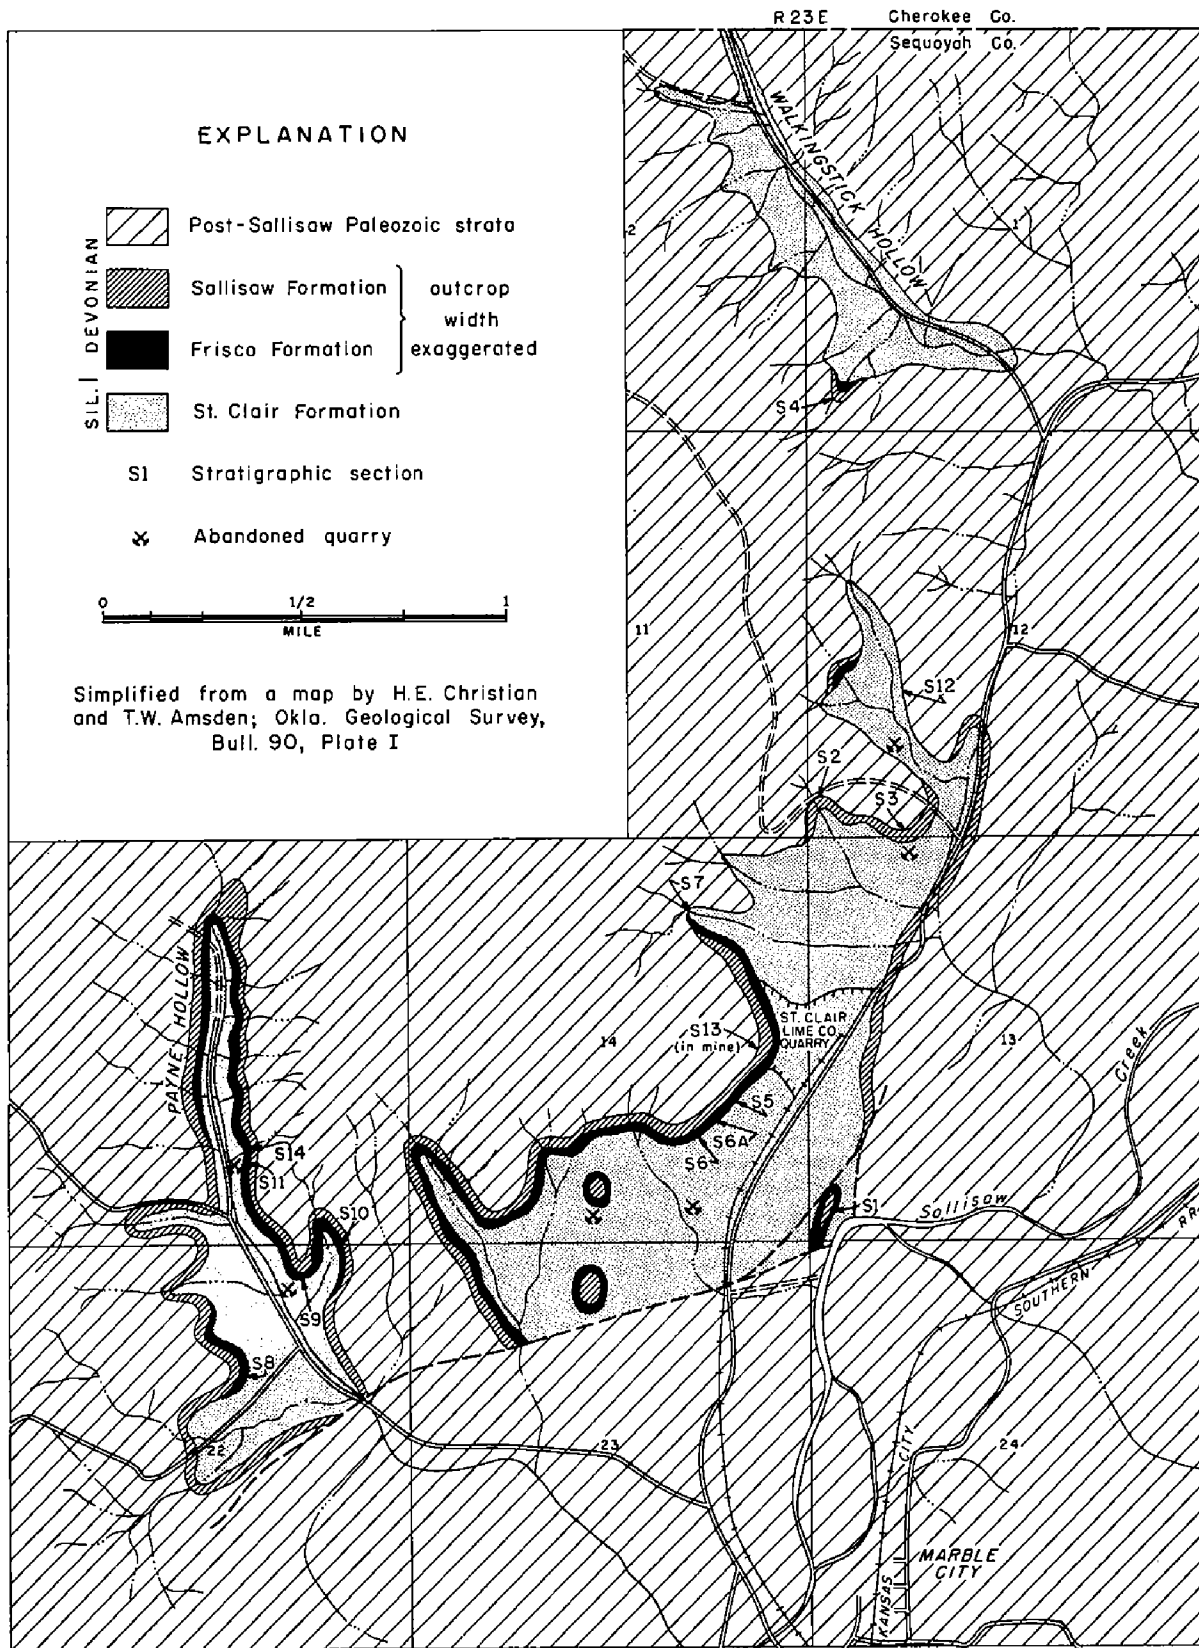 R 23 E Cherokee Co.
Sequoyah Co.
EXPLANATION
SIL. DEVONIAN
Post-Sallisaw Paleozoic strata
Sallisaw Formation
Frisco Formation
outcrop
width
exaggerated
St. Clair Formation
S1 Stratigraphic section
Abandoned quarry
0 1/2 1
MILE
Simplified from a map by H.E. Christian
and T.W. Amsden; Okla. Geological Survey,
Bull. 90, Plate I
WALKINGSTICK HOLLOW
2
1
S4
11
12
S12
S2
S3
S7
PAYNE HOLLOW
S13
(in mine)
14
ST. CLAIR
LIME CO.
QUARRY
13
Creek
S5
S6A
S6
S14
S11
S10
S1
Sallisaw
RR
SOUTHERN
S9
S8
22
23
CITY
24
MARBLE
CITY
KANSAS